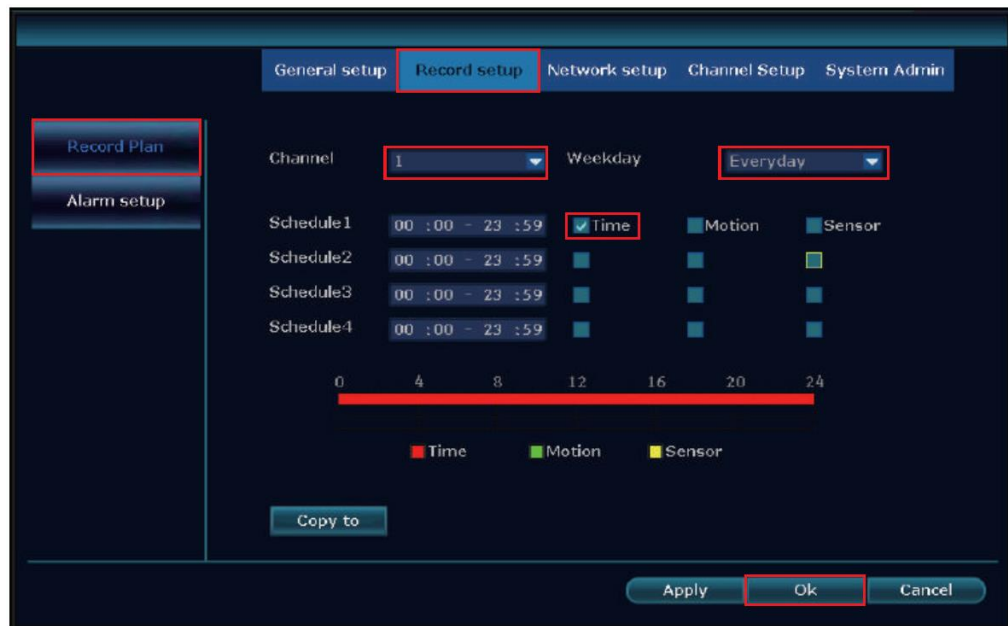 General setup Record setup Network setup Channel Setup System Admin
Record Plan
Alarm setup
Channel 1 Weekday Everyday
Schedule1 00 :00 - 23 :59 Time Motion Sensor
Schedule2 00 :00 - 23 :59
Schedule3 00 :00 - 23 :59
Schedule4 00 :00 - 23 :59
0 4 8 12 16 20 24
Time Motion Sensor
Copy to
Apply Ok Cancel